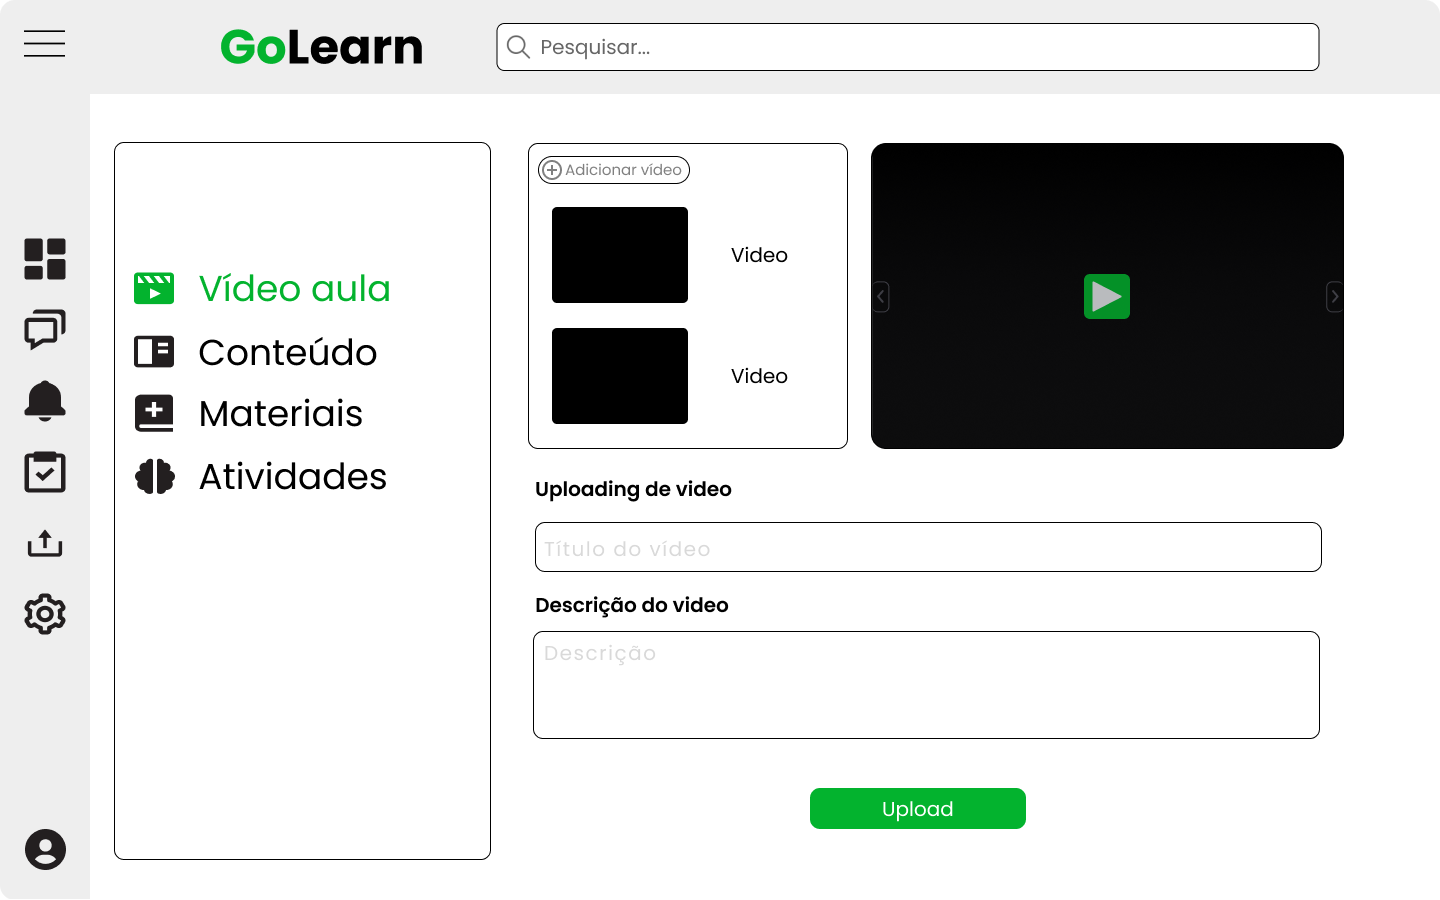 GoLearn
Pesquisar...
Vídeo aula
Conteúdo
Materiais
Atividades
Adicionar vídeo
Video
Video
Uploading de video
Título do vídeo
Descrição do video
Descrição
Upload